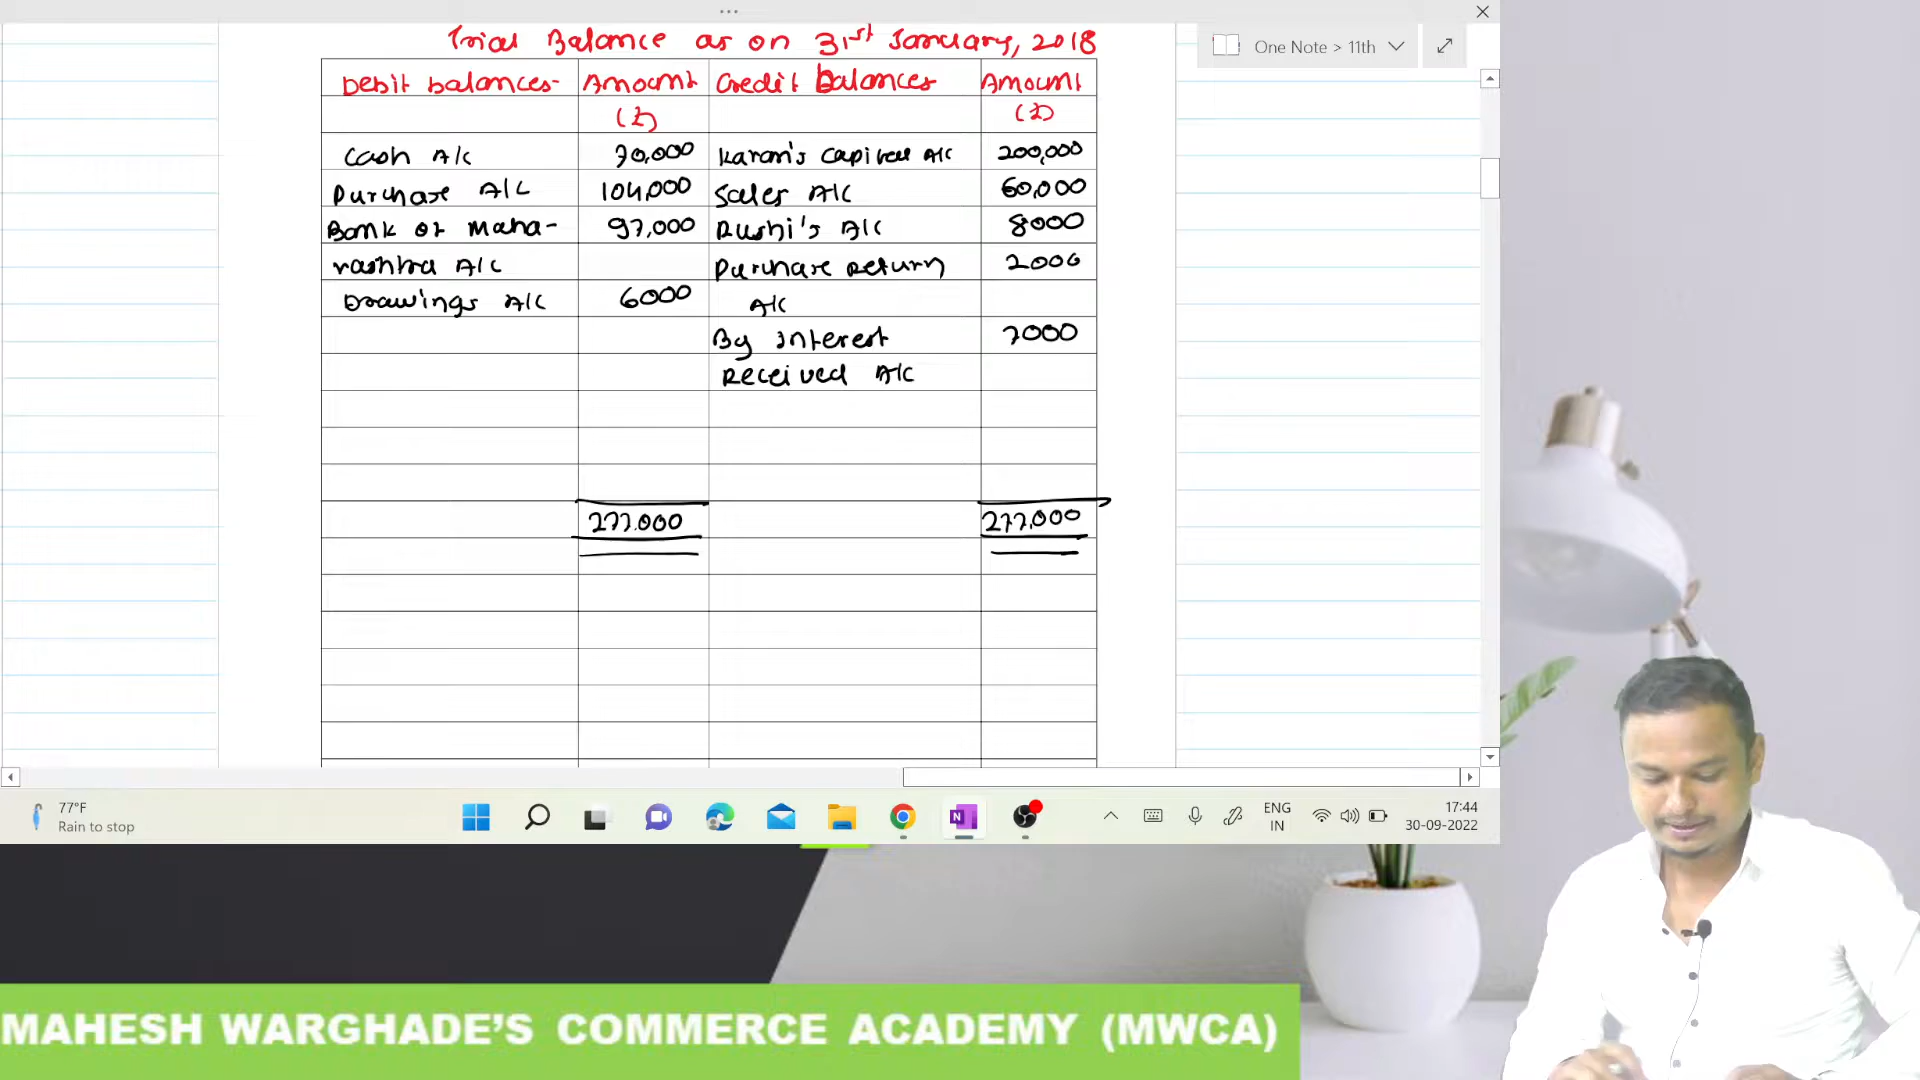 Trial Balance as on 31st January, 2018
One Note > 11th
Debit balances- Amount Credit balances Amount
(₹) (₹)
Cash A/c 70,000 Karan's Capital A/c 200,000
Purchase A/c 104,000 Sales A/c 60,000
Bank of Maha- 97,000 Rushi's A/c 8000
rashtra A/c Purchase Return 2000
Drawings A/c 6000 A/c
By Interest 7000
Received A/c
277,000 277,000
77°F
Rain to stop
ENG
IN
17:44
30-09-2022
MAHESH WARGHADE'S COMMERCE ACADEMY (MWCA)